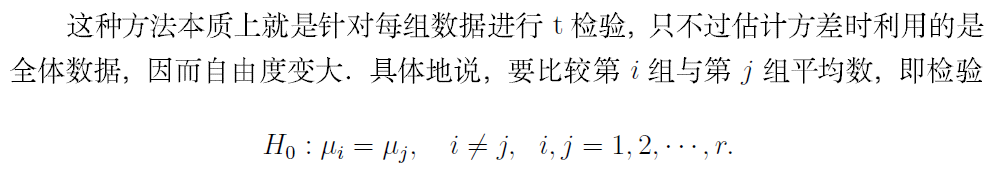 这种方法本质上就是针对每组数据进行 t 检验, 只不过估计方差时利用的是
全体数据, 因而自由度变大. 具体地说, 要比较第 i 组与第 j 组平均数, 即检验
H₀ : μᵢ = μⱼ, i ≠ j, i, j = 1, 2, ⋯, r.